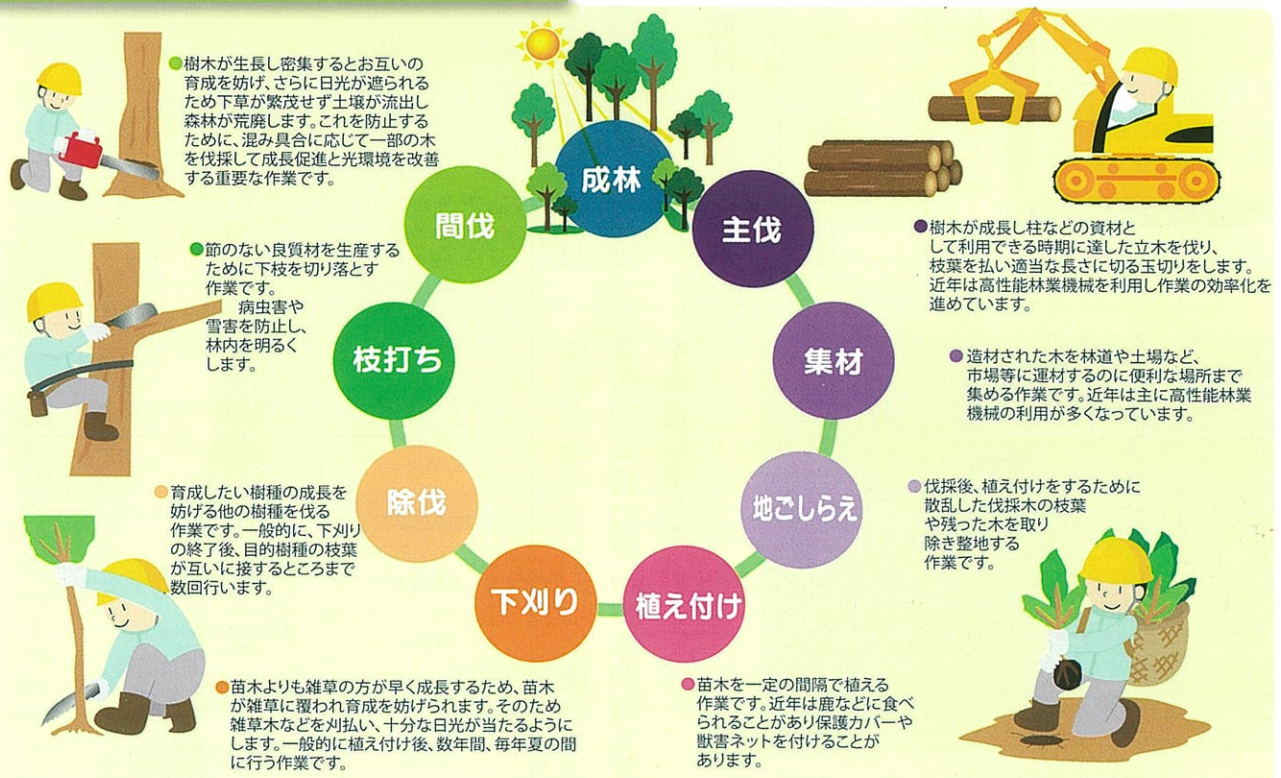 ●樹木が生長し密集するとお互いの
育成を妨げ、さらに日光が遮られる
ため下草が繁茂せず土壌が流出し
森林が荒廃します。これを防止する
ために、混み具合に応じて一部の木
を伐採して成長促進と光環境を改善
する重要な作業です。
成林
間伐
主伐
●樹木が成長し柱などの資材と
して利用できる時期に達した立木を伐り、
枝葉を払い適当な長さに切る玉切りをします。
近年は高性能林業機械を利用し作業の効率化を
進めています。
●節のない良質材を生産する
ために下枝を切り落とす
作業です。
病虫害や
雪害を防止し、
林内を明るく
します。
枝打ち
集材
●造材された木を林道や土場など、
市場等に運材するのに便利な場所まで
集める作業です。近年は主に高性能林業
機械の利用が多くなっています。
●育成したい樹種の成長を
妨げる他の樹種を伐る
作業です。一般的に、下刈り
の終了後、目的樹種の枝葉
が互いに接するところまで
数回行います。
除伐
地ごしらえ
●伐採後、植え付けをするために
散乱した伐採木の枝葉
や残った木を取り
除き整地する
作業です。
下刈り
植え付け
●苗木よりも雑草の方が早く成長するため、苗木
が雑草に覆われ育成を妨げられます。そのため
雑草木などを刈払い、十分な日光が当たるように
します。一般的に植え付け後、数年間、毎年夏の間
に行う作業です。
●苗木を一定の間隔で植える
作業です。近年は鹿などに食べ
られることがあり保護カバーや
獣害ネットを付けることが
あります。